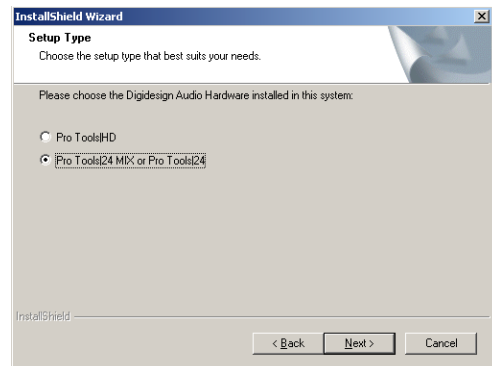 InstallShield Wizard
Setup Type
Choose the setup type that best suits your needs.
Please choose the Digidesign Audio Hardware installed in this system:
Pro Tools|HD
Pro Tools|24 MIX or Pro Tools|24
InstallShield
< Back Next > Cancel